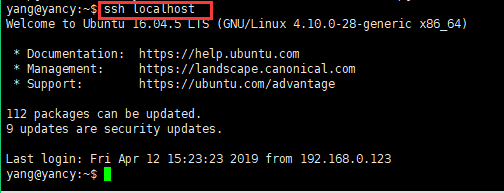 yang@yancy:~$ ssh localhost
Welcome to Ubuntu 16.04.5 LTS (GNU/Linux 4.10.0-28-generic x86_64)
* Documentation: https://help.ubuntu.com
* Management: https://landscape.canonical.com
* Support: https://ubuntu.com/advantage
112 packages can be updated.
9 updates are security updates.
Last login: Fri Apr 12 15:23:23 2019 from 192.168.0.123
yang@yancy:~$